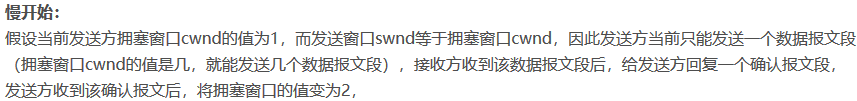 慢开始：
假设当前发送方拥塞窗口cwnd的值为1，而发送窗口swnd等于拥塞窗口cwnd，因此发送方当前只能发送一个数据报文段
（拥塞窗口cwnd的值是几，就能发送几个数据报文段），接收方收到该数据报文段后，给发送方回复一个确认报文段，
发送方收到该确认报文后，将拥塞窗口的值变为2，